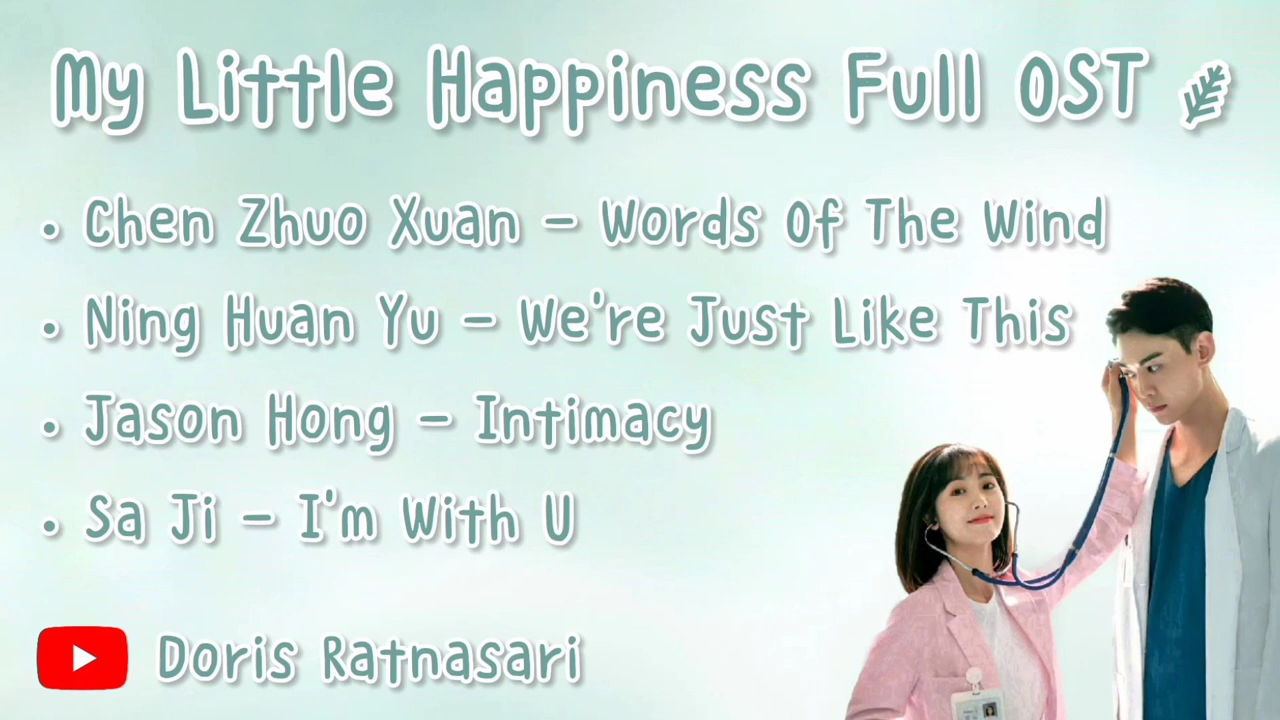 My Little Happiness Full OST
• Chen Zhuo Xuan - Words Of The Wind
• Ning Huan Yu - We're Just Like This
• Jason Hong - Intimacy
• Sa Ji - I'm With U
Doris Ratnasari